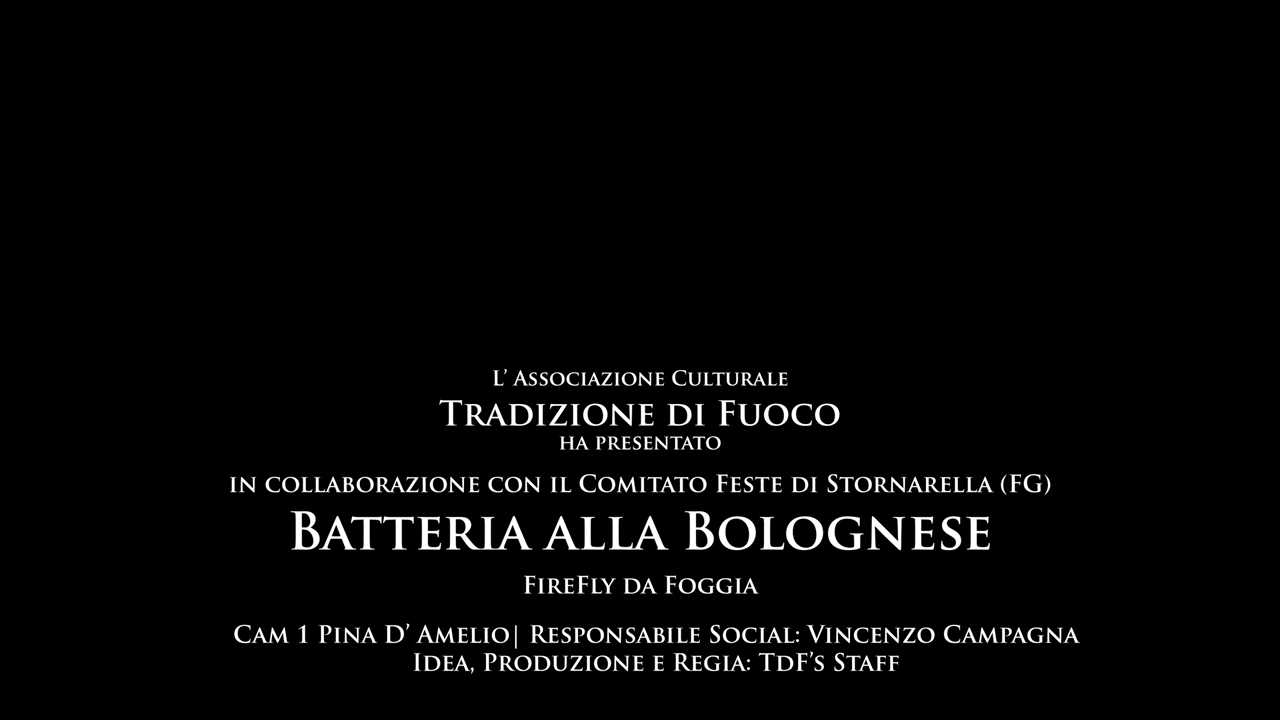 L' Associazione Culturale
Tradizione di Fuoco
ha presentato
in collaborazione con il Comitato Feste di Stornarella (FG)
Batteria alla Bolognese
FireFly da Foggia
Cam 1 Pina D' Amelio| Responsabile Social: Vincenzo Campagna
Idea, Produzione e Regia: TdF's Staff